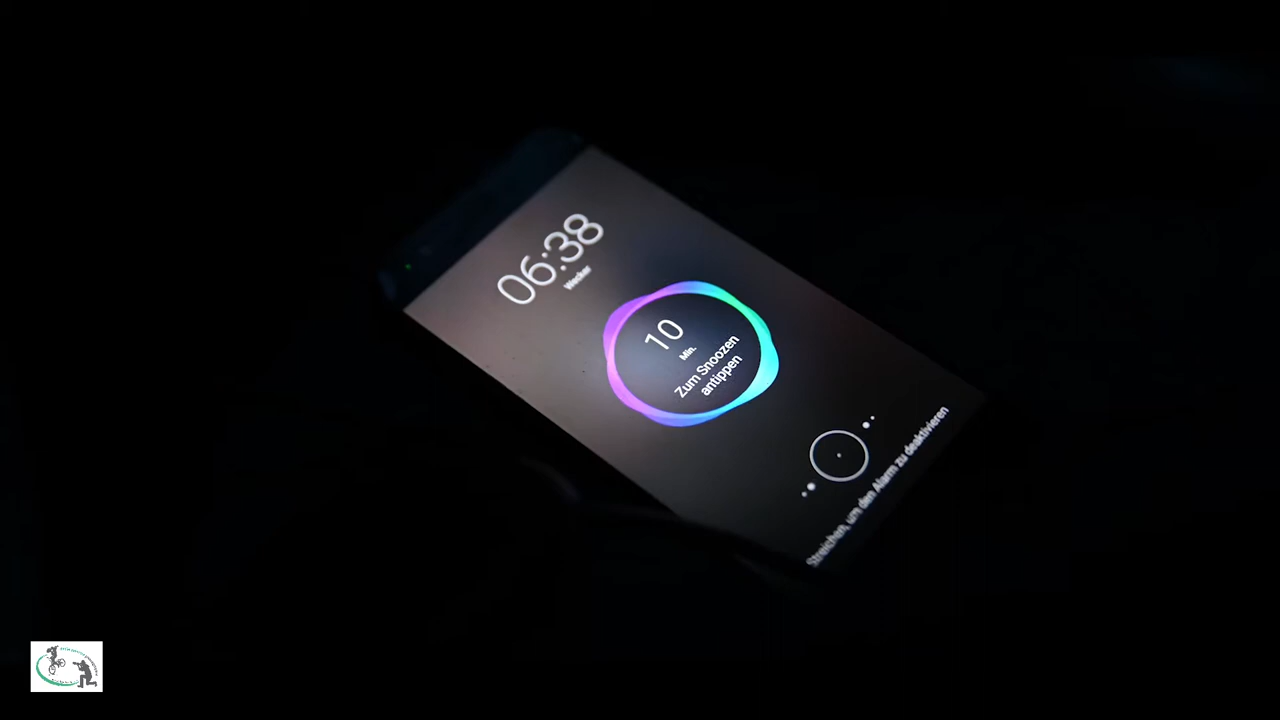 06:38
Wecker
10
Min.
Zum Snoozen
antippen
Streichen, um den Alarm zu deaktivieren